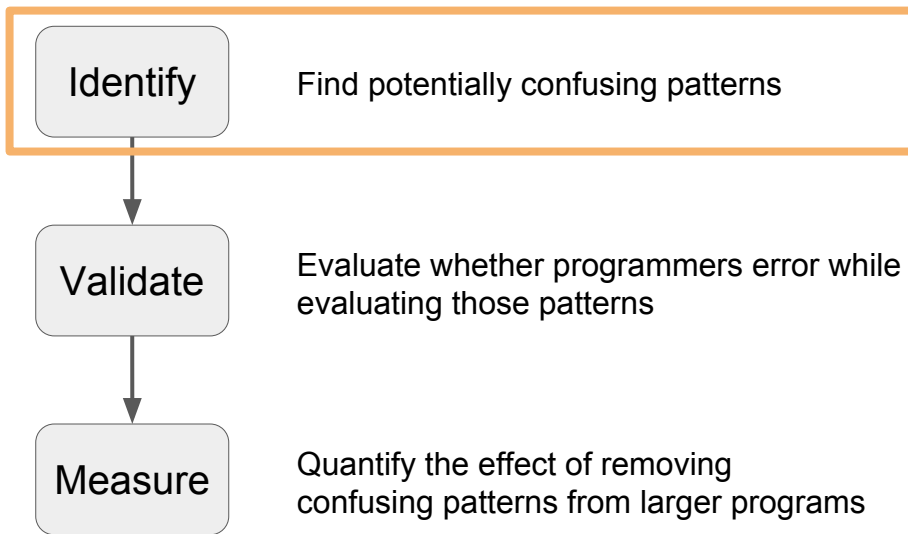 Identify
Find potentially confusing patterns
Validate
Evaluate whether programmers error while
evaluating those patterns
Measure
Quantify the effect of removing
confusing patterns from larger programs